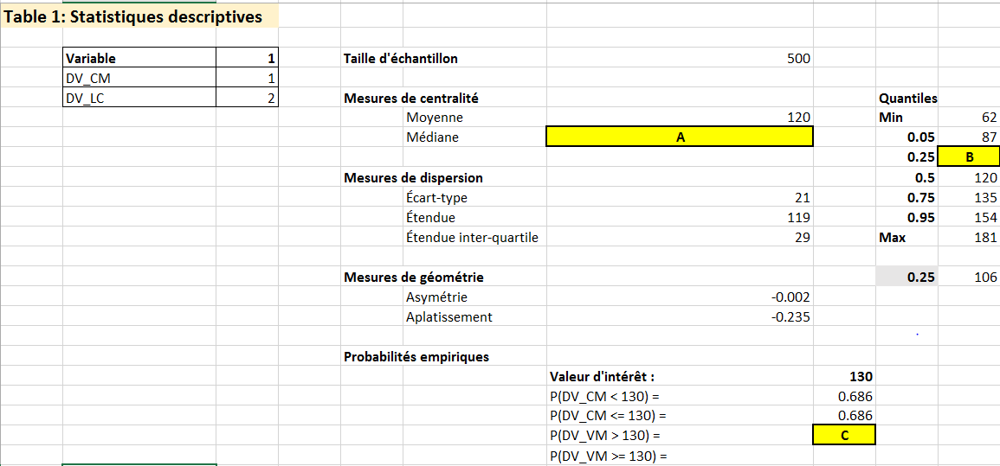 Table 1: Statistiques descriptives
Variable 1 Taille d'échantillon 500
DV_CM 1
DV_LC 2 Mesures de centralité Quantiles
Moyenne 120 Min 62
Médiane A 0.05 87
0.25 B
Mesures de dispersion 0.5 120
Écart-type 21 0.75 135
Étendue 119 0.95 154
Étendue inter-quartile 29 Max 181
Mesures de géométrie 0.25 106
Asymétrie -0.002
Aplatissement -0.235
Probabilités empiriques
Valeur d'intérêt : 130
P(DV_CM < 130) = 0.686
P(DV_CM <= 130) = 0.686
P(DV_VM > 130) = C
P(DV_VM >= 130) =